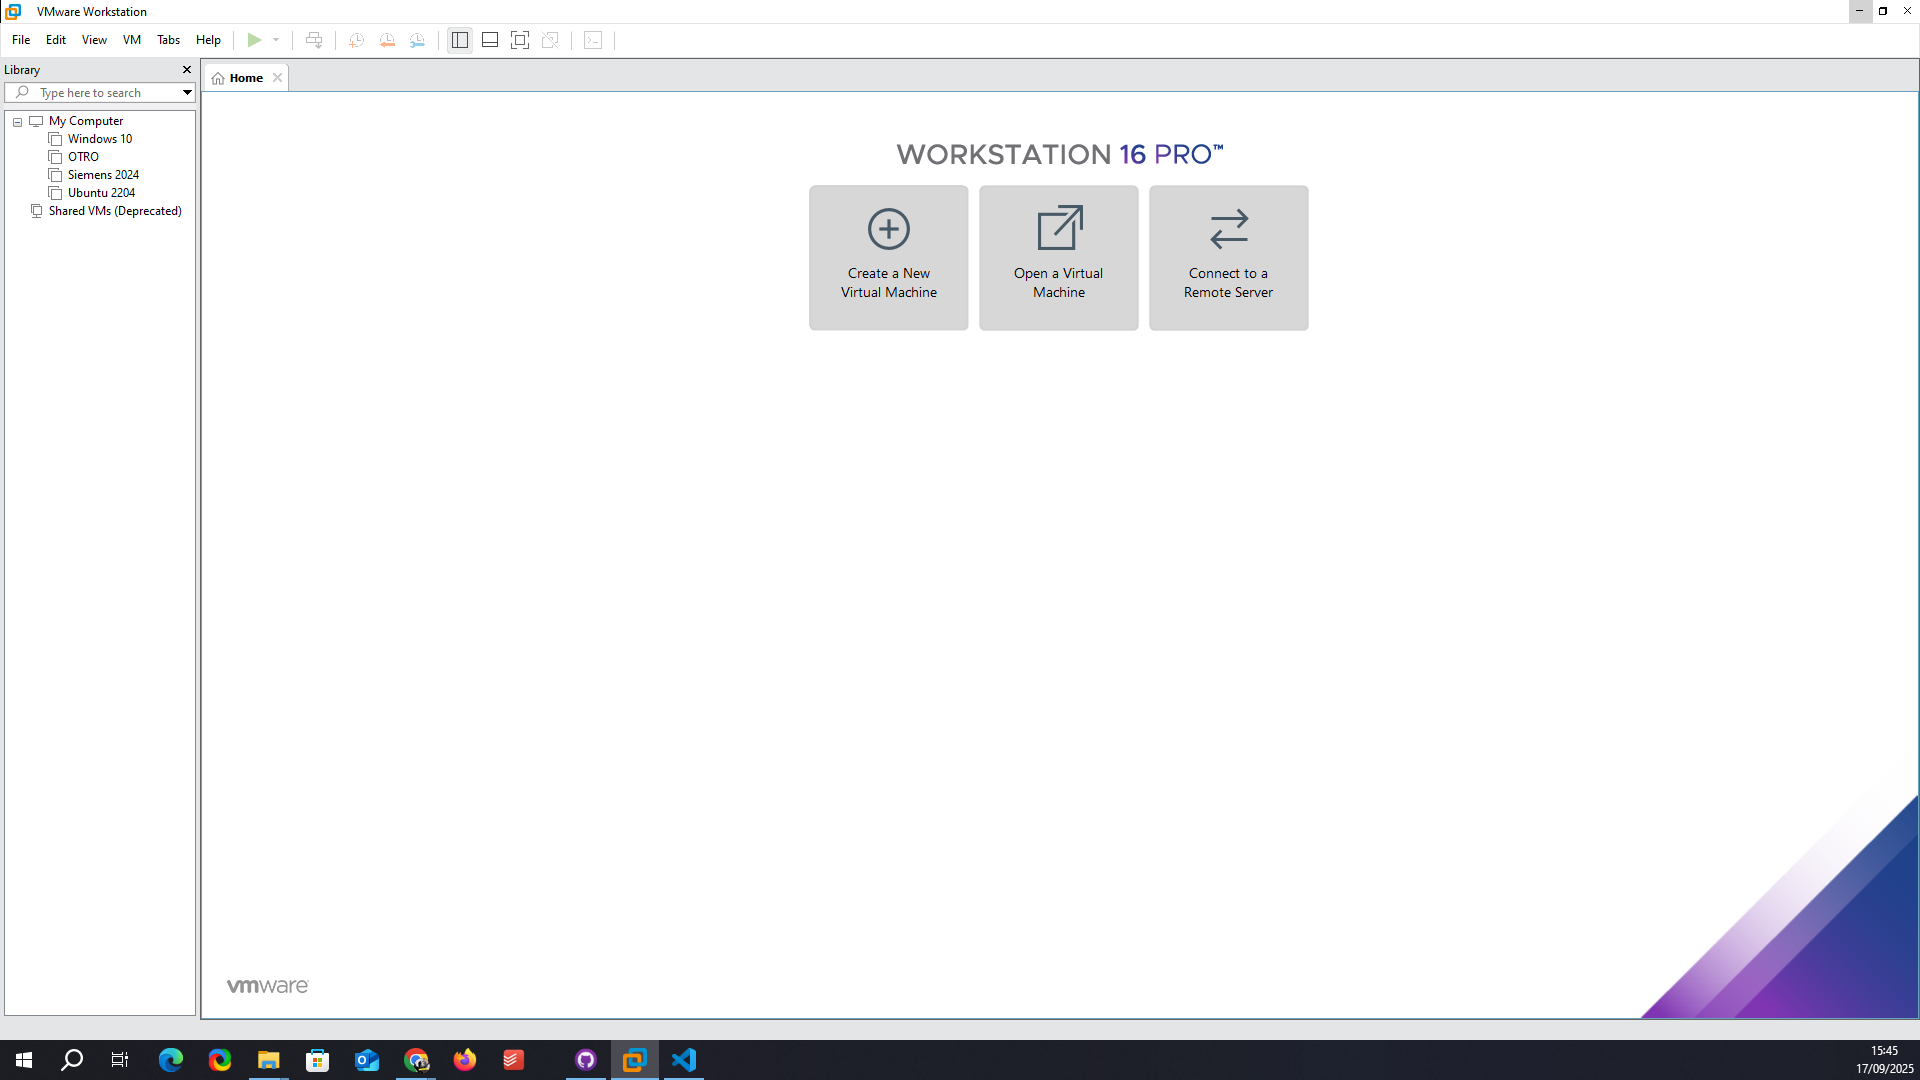 VMware Workstation
File Edit View VM Tabs Help
Library
Type here to search
My Computer
Windows 10
OTRO
Siemens 2024
Ubuntu 2204
Shared VMs (Deprecated)
Home
WORKSTATION 16 PRO™
Create a New
Virtual Machine
Open a Virtual
Machine
Connect to a
Remote Server
vmware
15:45
17/09/2025